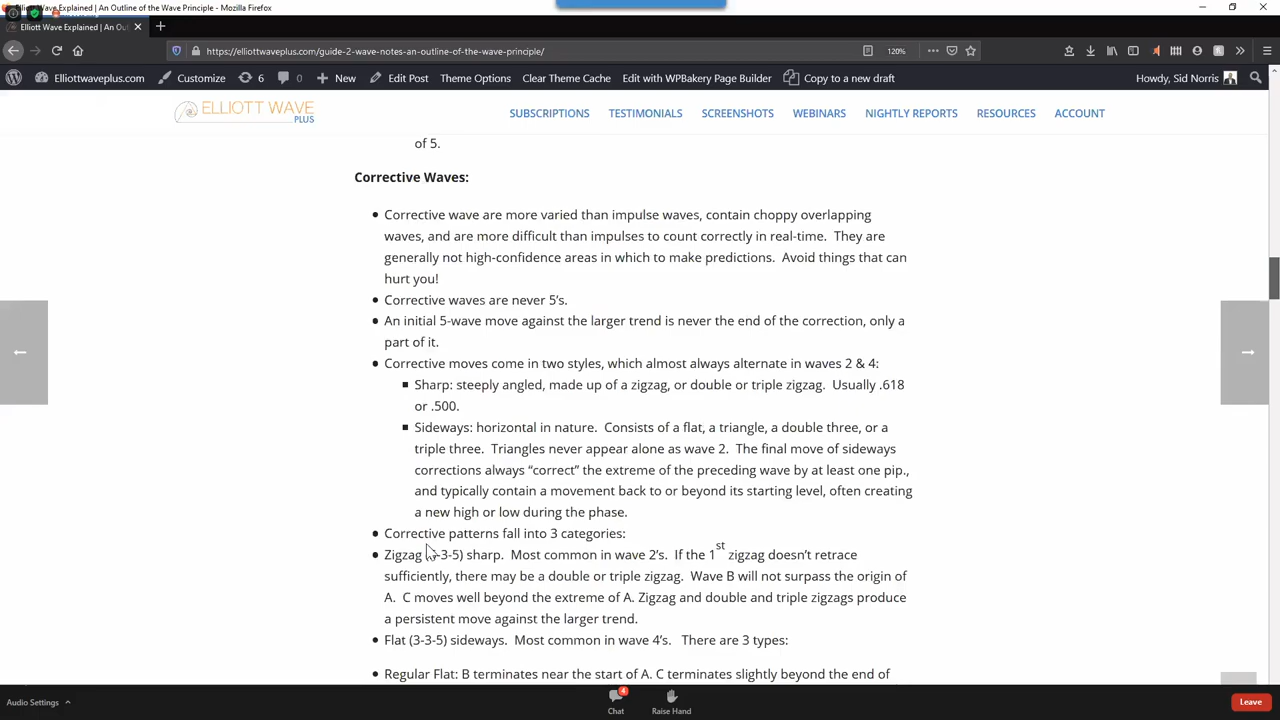 Elliott Wave Explained | An Outline of the Wave Principle - Mozilla Firefox
Elliott Wave Explained | An Out
https://elliottwaveplus.com/guide-2-wave-notes-an-outline-of-the-wave-principle/
120%
Elliottwaveplus.com
Customize
6
0
New
Edit Post
Theme Options
Clear Theme Cache
Edit with WPBakery Page Builder
Copy to a new draft
Howdy, Sid Norris
ELLIOTT WAVE
PLUS
SUBSCRIPTIONS
TESTIMONIALS
SCREENSHOTS
WEBINARS
NIGHTLY REPORTS
RESOURCES
ACCOUNT
of 5.
Corrective Waves:
Corrective wave are more varied than impulse waves, contain choppy overlapping
waves, and are more difficult than impulses to count correctly in real-time. They are
generally not high-confidence areas in which to make predictions. Avoid things that can
hurt you!
Corrective waves are never 5's.
An initial 5-wave move against the larger trend is never the end of the correction, only a
part of it.
Corrective moves come in two styles, which almost always alternate in waves 2 & 4:
Sharp: steeply angled, made up of a zigzag, or double or triple zigzag. Usually .618
or .500.
Sideways: horizontal in nature. Consists of a flat, a triangle, a double three, or a
triple three. Triangles never appear alone as wave 2. The final move of sideways
corrections always “correct” the extreme of the preceding wave by at least one pip.,
and typically contain a movement back to or beyond its starting level, often creating
a new high or low during the phase.
Corrective patterns fall into 3 categories:
Zigzag -3-5) sharp. Most common in wave 2's. If the 1st zigzag doesn't retrace
sufficiently, there may be a double or triple zigzag. Wave B will not surpass the origin of
A. C moves well beyond the extreme of A. Zigzag and double and triple zigzags produce
a persistent move against the larger trend.
Flat (3-3-5) sideways. Most common in wave 4's. There are 3 types:
Regular Flat: B terminates near the start of A. C terminates slightly beyond the end of
Audio Settings
4
Chat
Raise Hand
Leave